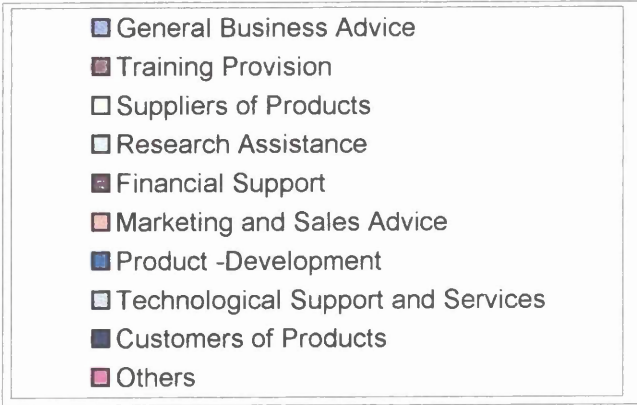 General Business Advice
Training Provision
Suppliers of Products
Research Assistance
Financial Support
Marketing and Sales Advice
Product -Development
Technological Support and Services
Customers of Products
Others